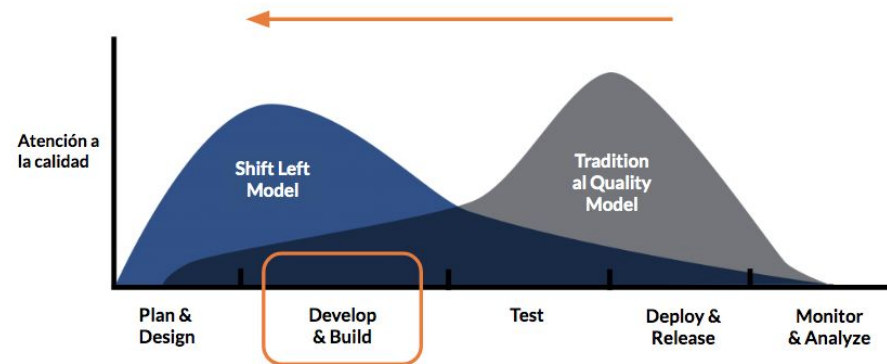 Atención a
la calidad
Shift Left
Model
Tradition
al Quality
Model
Plan &
Design
Develop
& Build
Test
Deploy &
Release
Monitor
& Analyze